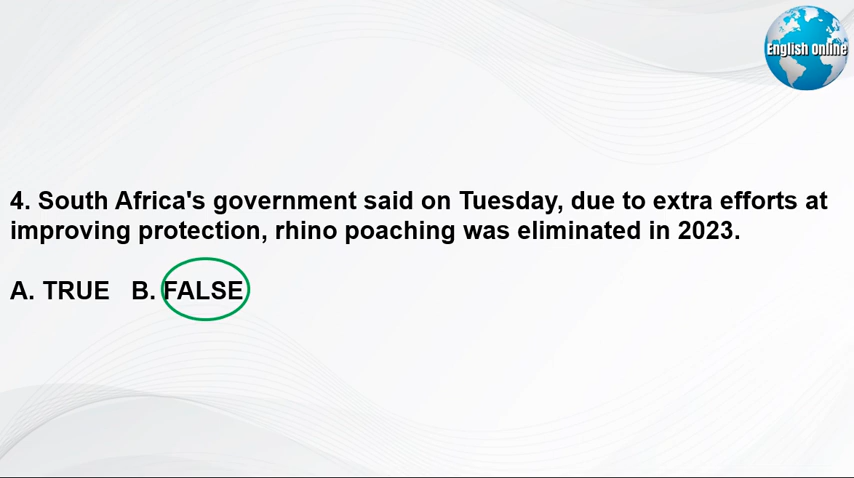 English Online
4. South Africa's government said on Tuesday, due to extra efforts at
improving protection, rhino poaching was eliminated in 2023.
A. TRUE B. FALSE